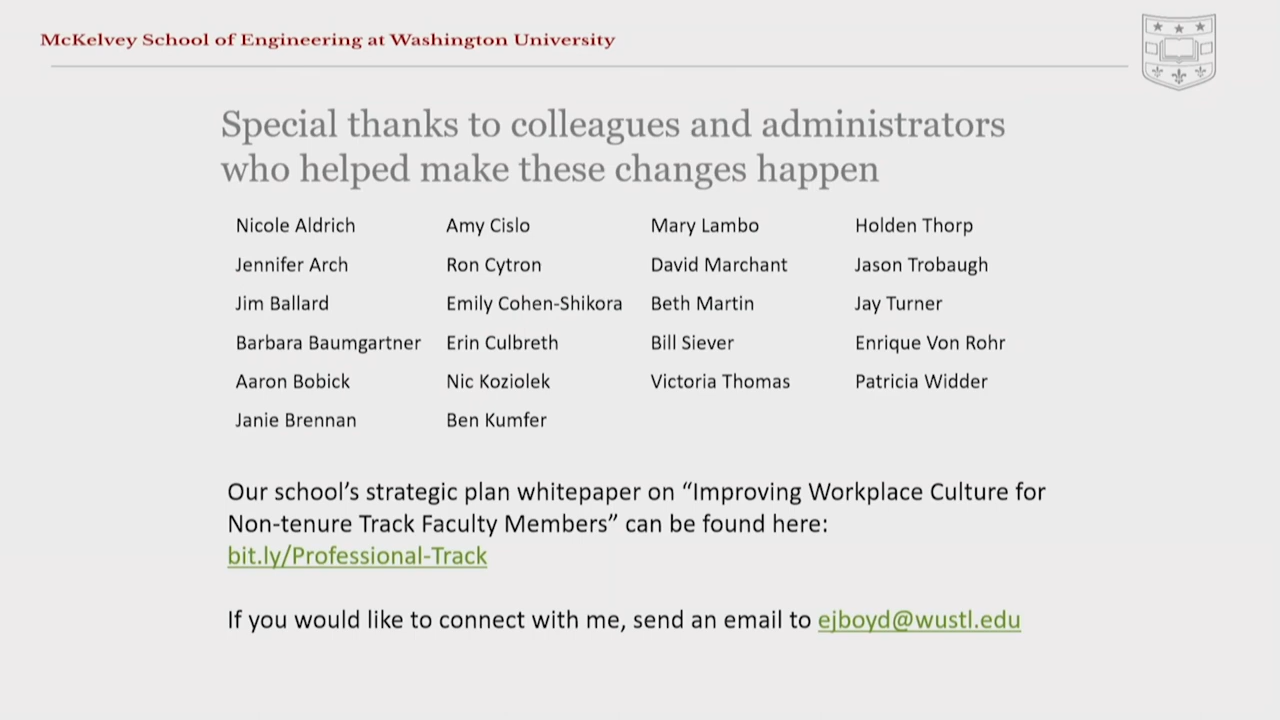 McKelvey School of Engineering at Washington University
Special thanks to colleagues and administrators
who helped make these changes happen
Nicole Aldrich
Jennifer Arch
Jim Ballard
Barbara Baumgartner
Aaron Bobick
Janie Brennan
Amy Cislo
Ron Cytron
Emily Cohen-Shikora
Erin Culbreth
Nic Koziolek
Ben Kumfer
Mary Lambo
David Marchant
Beth Martin
Bill Siever
Victoria Thomas
Holden Thorp
Jason Trobaugh
Jay Turner
Enrique Von Rohr
Patricia Widder
Our school’s strategic plan whitepaper on “Improving Workplace Culture for
Non-tenure Track Faculty Members” can be found here:
bit.ly/Professional-Track
If you would like to connect with me, send an email to ejboyd@wustl.edu